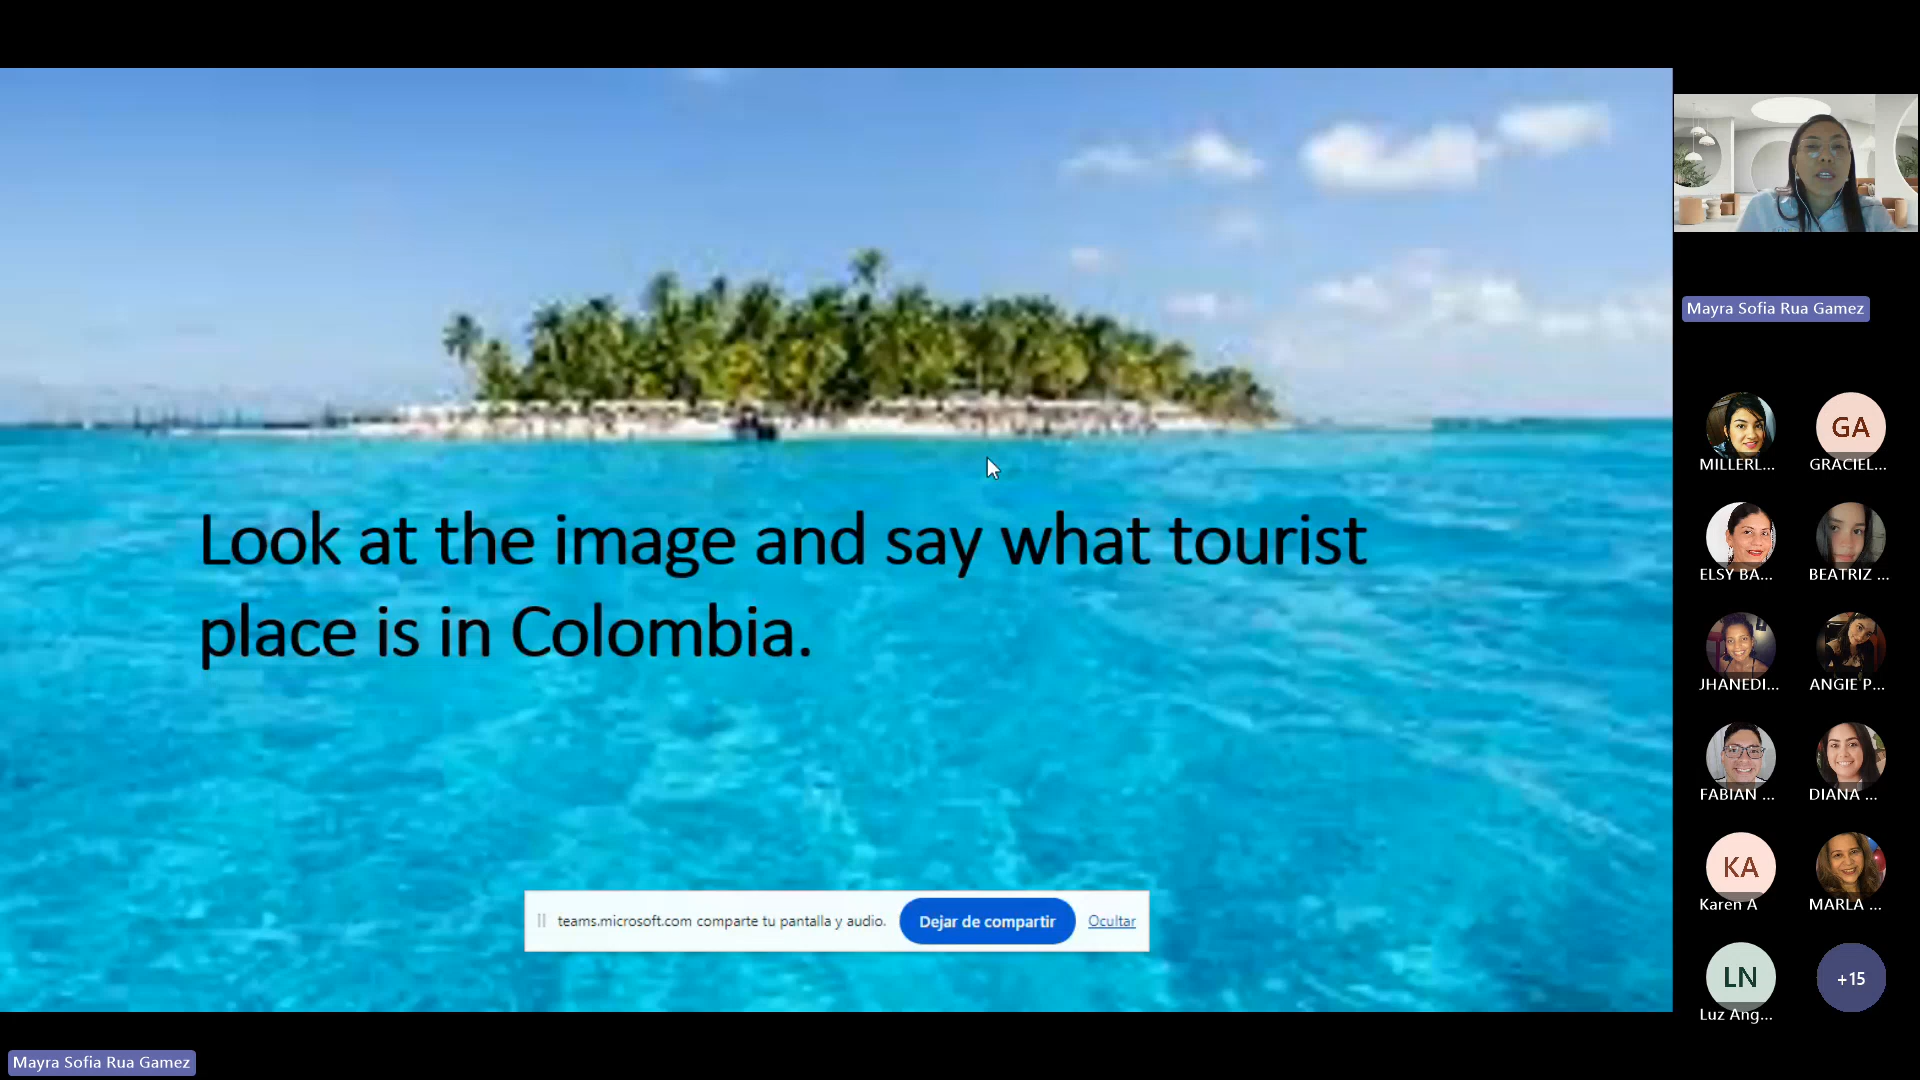 Mayra Sofia Rua Gamez
MILLERL...
GA
GRACIEL...
ELSY BA...
BEATRIZ ...
JHANEDI...
ANGIE P...
FABIAN ...
DIANA ...
KA
Karen A
MARLA ...
LN
Luz Ang...
+15
Look at the image and say what tourist
place is in Colombia.
teams.microsoft.com comparte tu pantalla y audio. Dejar de compartir Ocultar
Mayra Sofia Rua Gamez